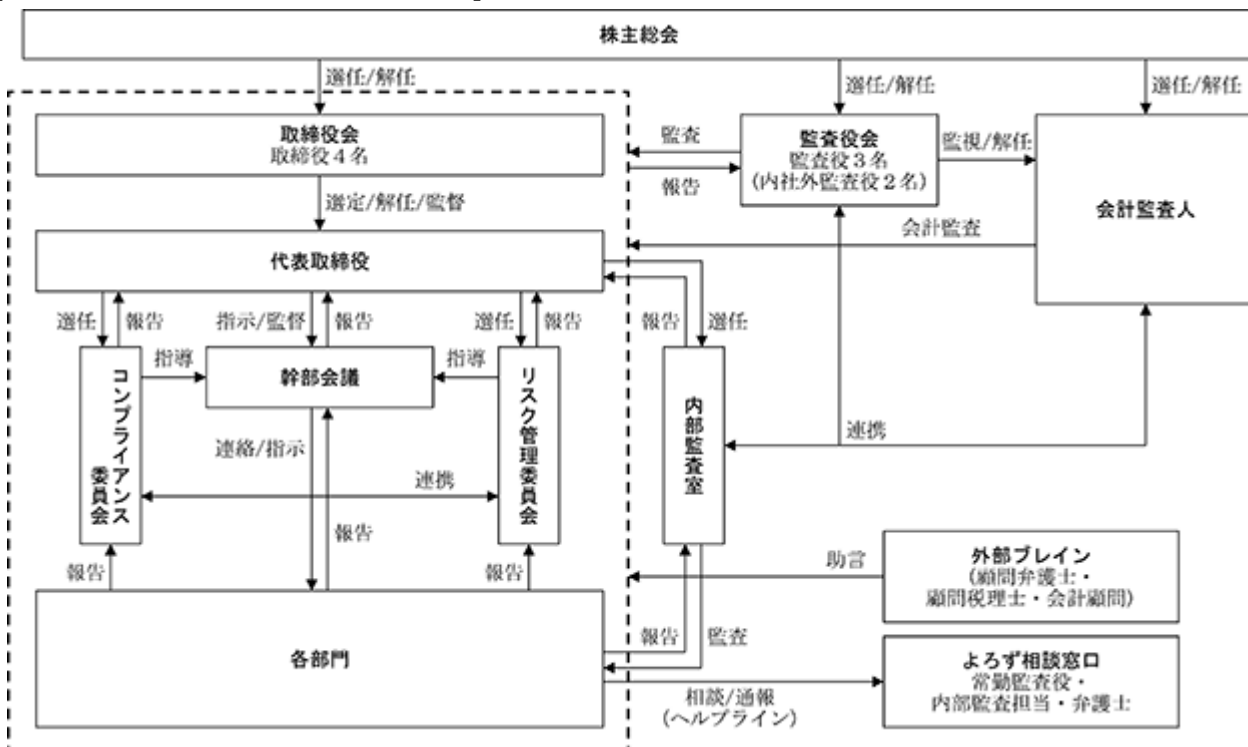 株主総会
選任/解任
選任/解任
選任/解任
取締役会
取締役4名
監査
報告
監査役会
監査役3名
(内社外監査役2名)
監視/解任
会計監査人
選定/解任/監督
会計監査
代表取締役
選任
報告
指示/監督
報告
選任
報告
報告
選任
コンプライアンス
委員会
指導
幹部会議
指導
リスク管理委員会
内部監査室
連携
連絡/指示
連携
報告
報告
報告
助言
外部ブレイン
(顧問弁護士・
顧問税理士・会計顧問)
各部門
報告
監査
相談/通報
(ヘルプライン)
よろず相談窓口
常勤監査役・
内部監査担当・弁護士